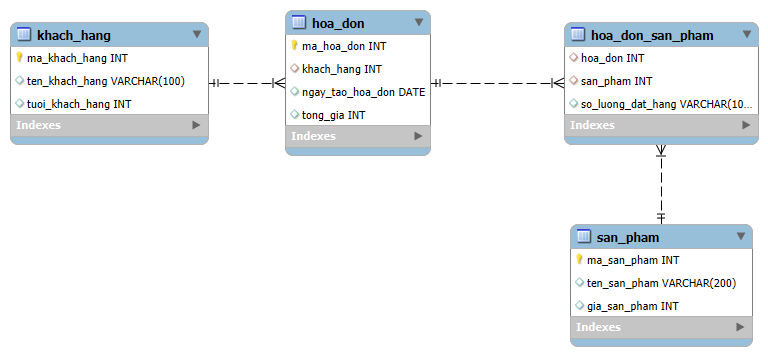 khach_hang
ma_khach_hang INT
ten_khach_hang VARCHAR(100)
tuoi_khach_hang INT
Indexes
hoa_don
ma_hoa_don INT
khach_hang INT
ngay_tao_hoa_don DATE
tong_gia INT
Indexes
hoa_don_san_pham
hoa_don INT
san_pham INT
so_luong_dat_hang VARCHAR(10...
Indexes
san_pham
ma_san_pham INT
ten_san_pham VARCHAR(200)
gia_san_pham INT
Indexes